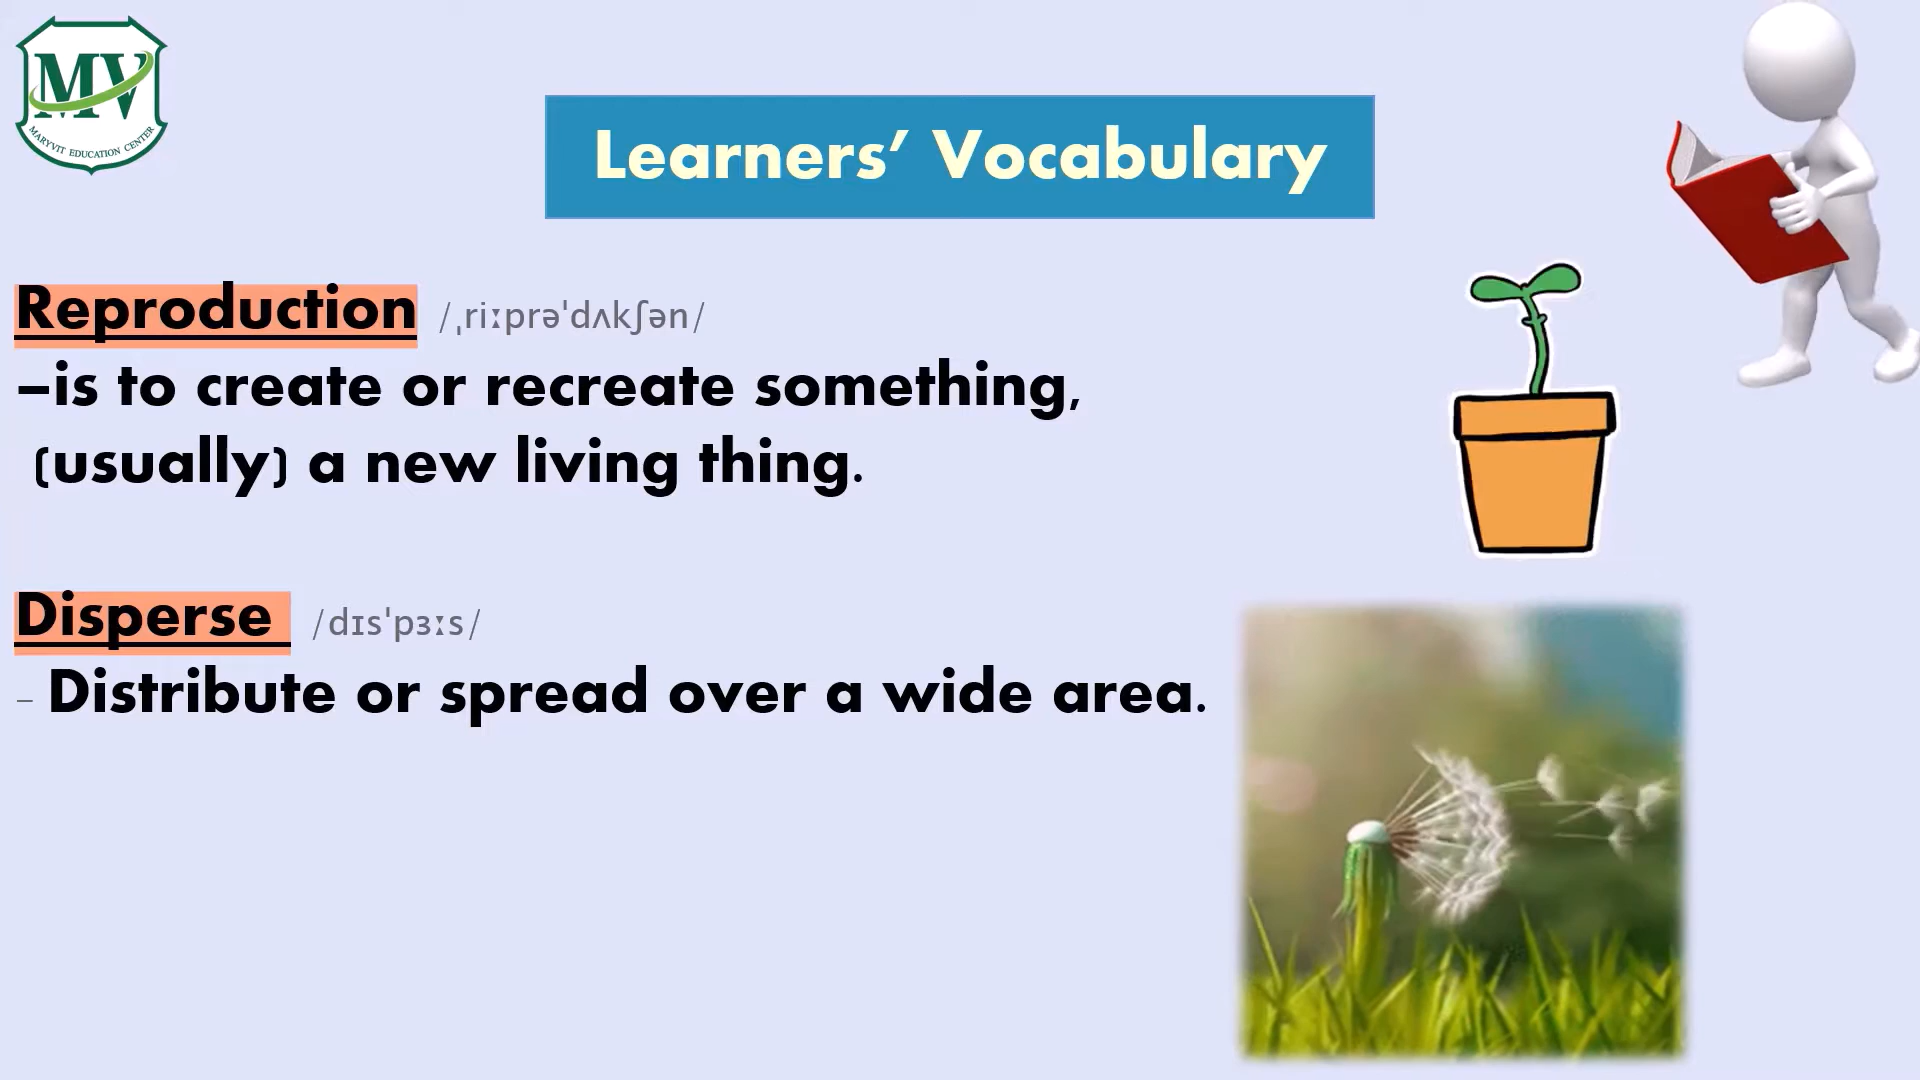 MV
MARYVIT EDUCATION CENTER
Learners’ Vocabulary
Reproduction /ˌriːprəˈdʌkʃən/
–is to create or recreate something,
(usually) a new living thing.
Disperse /dɪsˈpɜːs/
- Distribute or spread over a wide area.